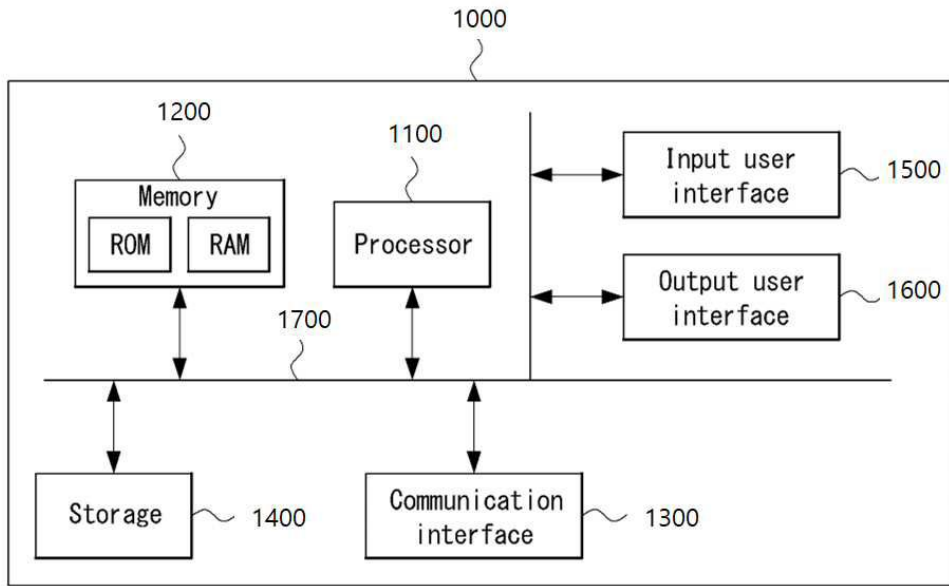 1000
1200
1100
Memory
ROM
RAM
Processor
Input user
interface
1500
Output user
interface
1600
1700
Storage
1400
Communication
interface
1300